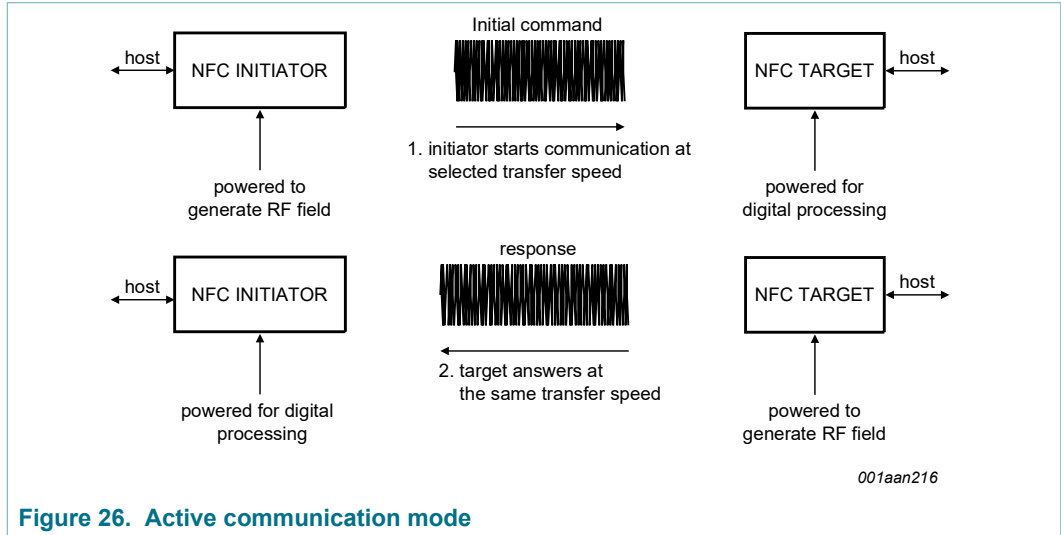 Initial command
host
NFC INITIATOR
NFC TARGET
host
1. initiator starts communication at
selected transfer speed
powered to
generate RF field
powered for
digital processing
response
host
NFC INITIATOR
NFC TARGET
host
2. target answers at
the same transfer speed
powered for digital
processing
powered to
generate RF field
001aan216
Figure 26. Active communication mode